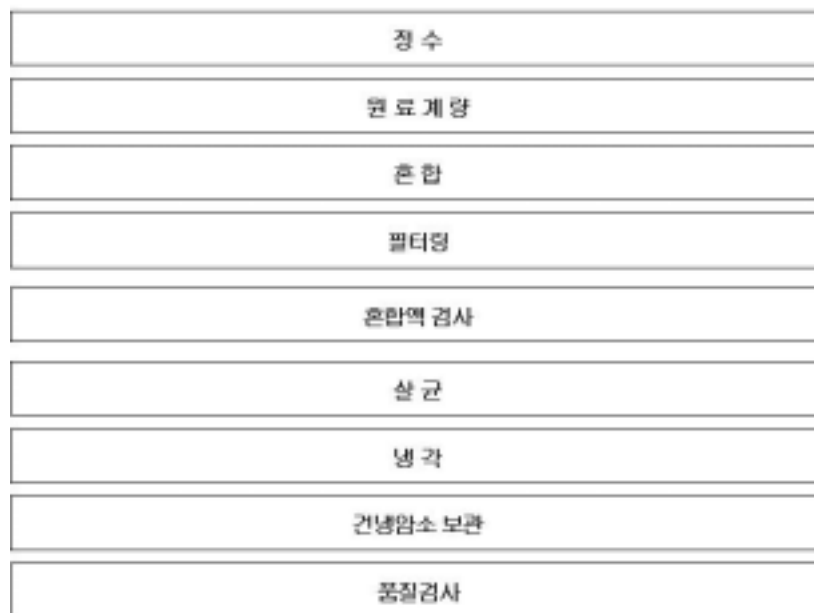 정 수
원 료 계 량
혼 합
필터링
혼합액 검사
살 균
냉 각
건냉암소 보관
품질검사